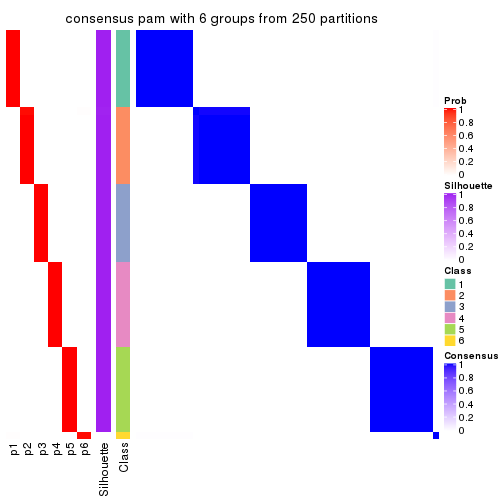 consensus pam with 6 groups from 250 partitions
Prob
1
0.8
0.6
0.4
0.2
0
Silhouette
1
0.8
0.6
0.4
0.2
0
Class
1
2
3
4
5
6
Consensus
1
0.8
0.6
0.4
0.2
0
p1
p2
p3
p4
p5
p6
Silhouette
Class